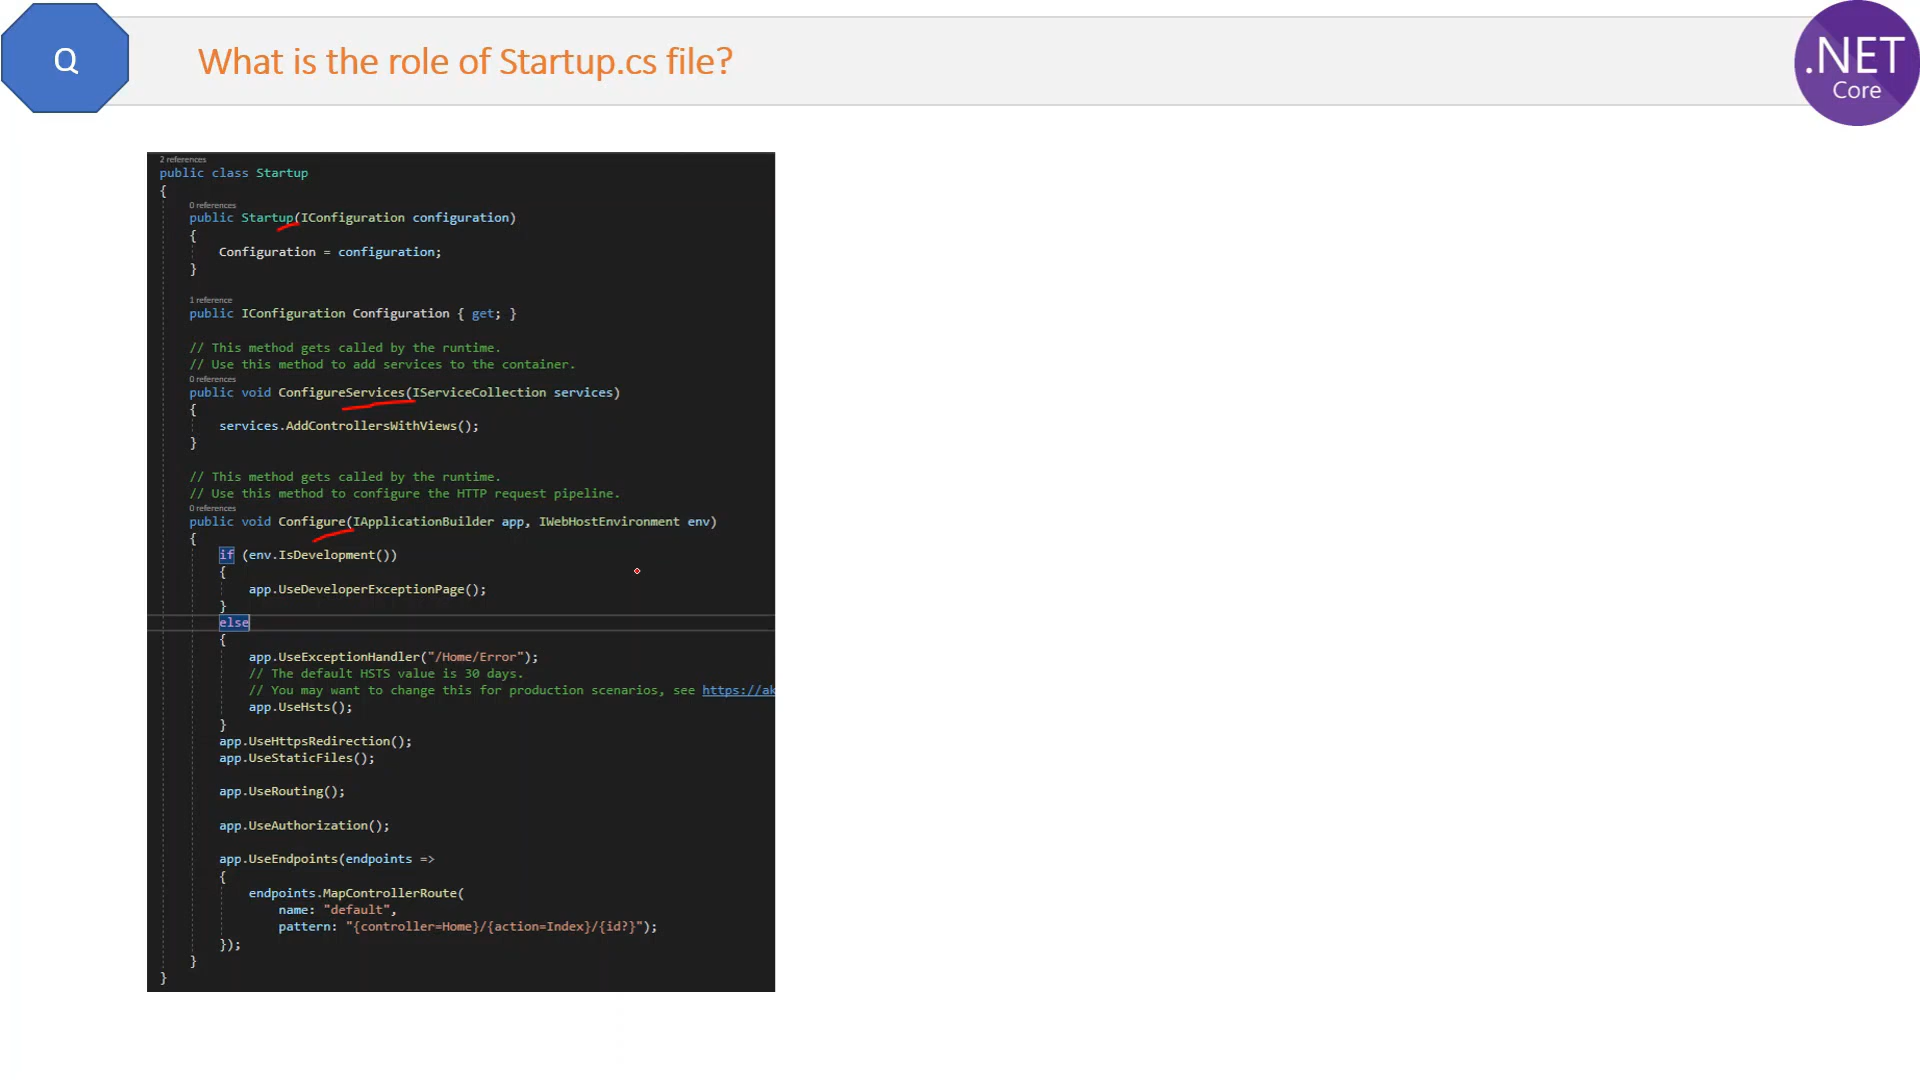 Q
What is the role of Startup.cs file?
.NET
Core
2 references
public class Startup
{
0 references
public Startup(IConfiguration configuration)
{
Configuration = configuration;
}
1 reference
public IConfiguration Configuration { get; }
// This method gets called by the runtime.
// Use this method to add services to the container.
0 references
public void ConfigureServices(IServiceCollection services)
{
services.AddControllersWithViews();
}
// This method gets called by the runtime.
// Use this method to configure the HTTP request pipeline.
0 references
public void Configure(IApplicationBuilder app, IWebHostEnvironment env)
{
if (env.IsDevelopment())
{
app.UseDeveloperExceptionPage();
}
else
{
app.UseExceptionHandler("/Home/Error");
// The default HSTS value is 30 days.
// You may want to change this for production scenarios, see https://ak
app.UseHsts();
}
app.UseHttpsRedirection();
app.UseStaticFiles();
app.UseRouting();
app.UseAuthorization();
app.UseEndpoints(endpoints =>
{
endpoints.MapControllerRoute(
name: "default",
pattern: "{controller=Home}/{action=Index}/{id?}");
});
}
}